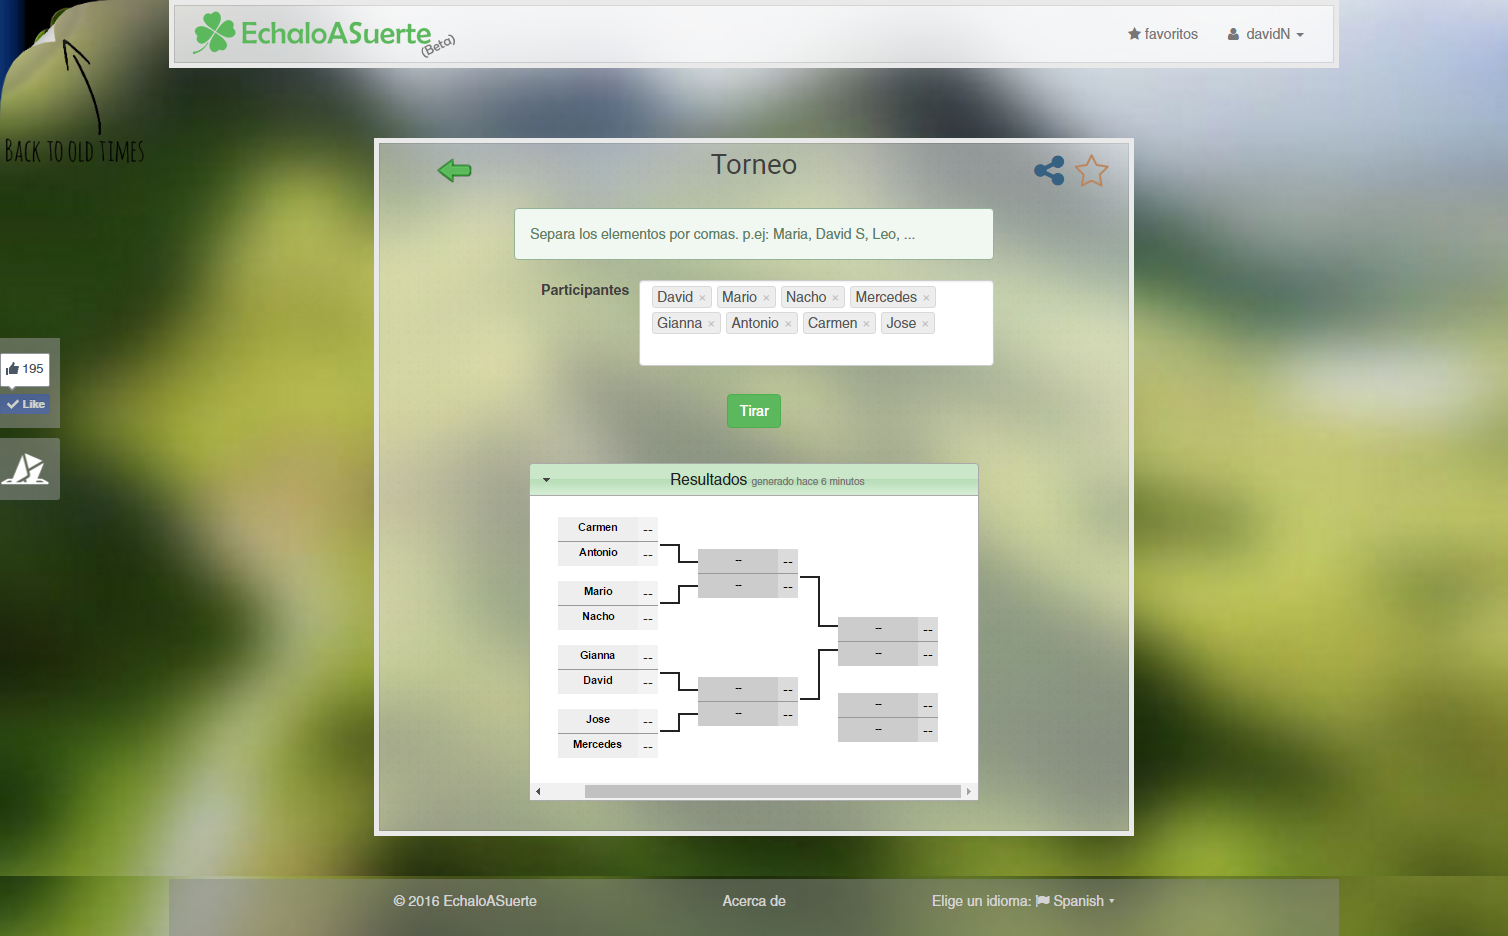 EchaloASuerte
(Beta)
favoritos
davidN
Back to old times
Torneo
Separa los elementos por comas. p.ej: Maria, David S, Leo, ...
Participantes
David × Mario × Nacho × Mercedes ×
Gianna × Antonio × Carmen × Jose ×
195
Like
Tirar
Resultados generado hace 6 minutos
Carmen --
Antonio --
-- --
-- --
Mario --
Nacho --
-- --
-- --
Gianna --
David --
-- --
-- --
Jose --
Mercedes --
-- --
-- --
© 2016 EchaloASuerte
Acerca de
Elige un idioma: Spanish